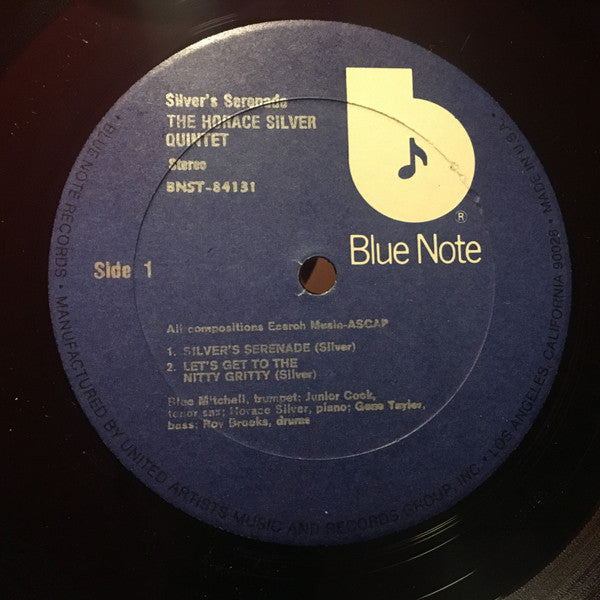 Silver's Serenade
THE HORACE SILVER
QUINTET
Stereo
BNST-84131
Side 1
®
Blue Note
All compositions Ecaroh Music-ASCAP
1. SILVER'S SERENADE (Silver)
2. LET'S GET TO THE
NITTY GRITTY (Silver)
Blue Mitchell, trumpet; Junior Cook,
tenor sax; Horace Silver, piano; Gene Taylor,
bass; Roy Brooks, drums
• BLUE NOTE RECORDS • MANUFACTURED BY UNITED ARTISTS MUSIC AND RECORDS GROUP, INC • LOS ANGELES, CALIFORNIA 90028 • MADE IN U.S.A.